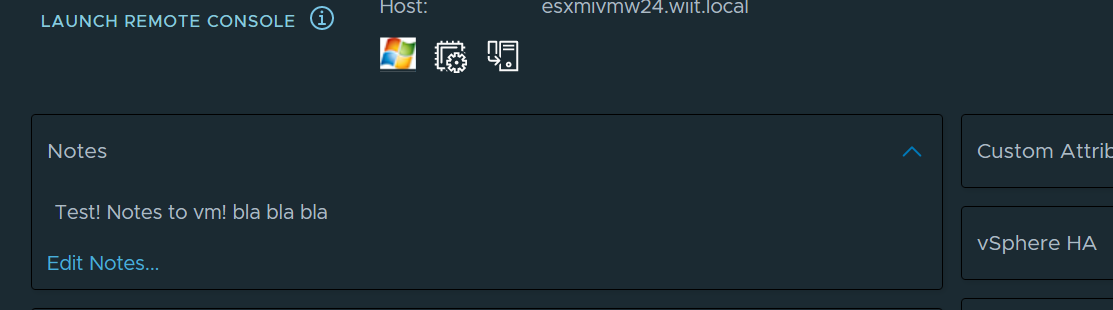 Host: esxmivmw24.wiit.local
LAUNCH REMOTE CONSOLE
Notes
Test! Notes to vm! bla bla bla
Edit Notes...
Custom Attrib
vSphere HA